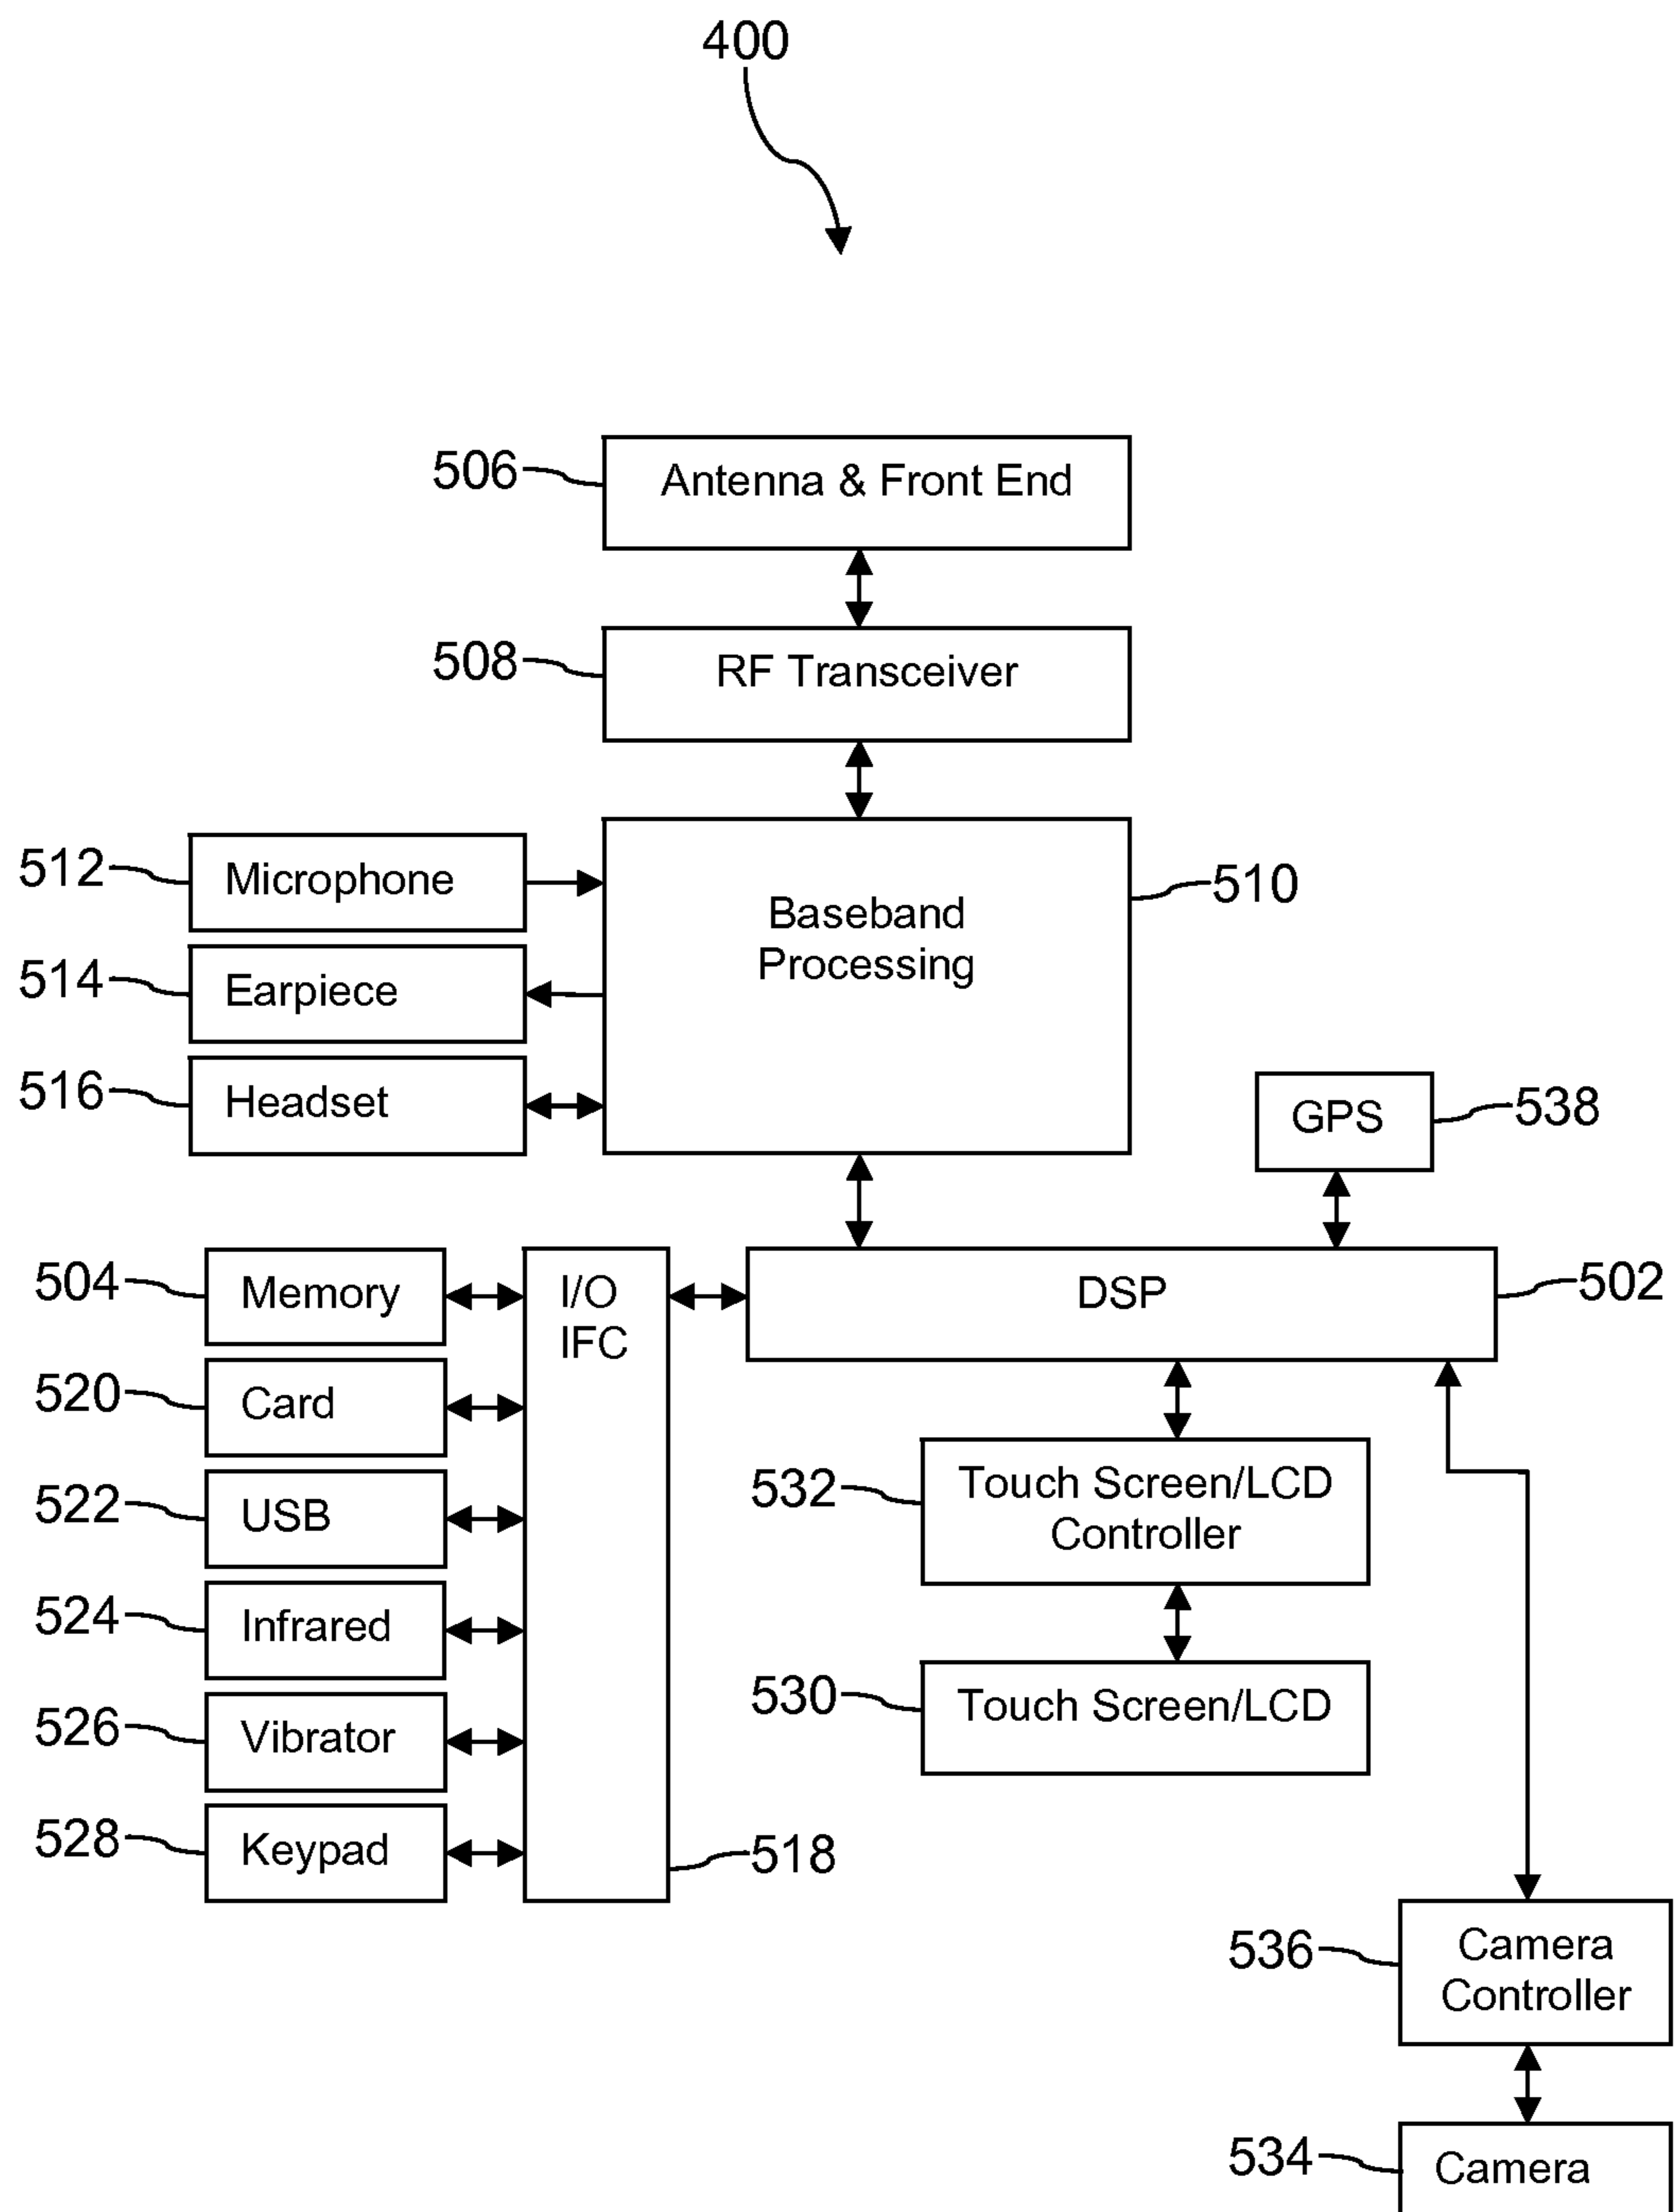 400
506
Antenna & Front End
508
RF Transceiver
512
Microphone
Baseband
Processing
510
514
Earpiece
516
Headset
GPS
538
504
Memory
I/O
IFC
DSP
502
520
Card
522
USB
532
Touch Screen/LCD
Controller
524
Infrared
526
Vibrator
530
Touch Screen/LCD
528
Keypad
518
536
Camera
Controller
534
Camera